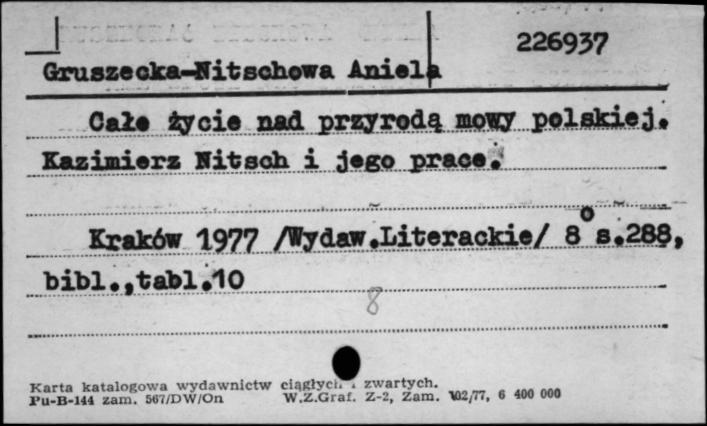 226937
Gruszecka-Nitschowa Aniela
Całe życie nad przyrodą mowy polskiej.
Kazimierz Nitsch i jego prace.
Kraków 1977 /Wydaw.Literackie/ 8° s.288,
bibl.,tabl.10
8
Karta katalogowa wydawnictw ciągłych i zwartych.
Pu-B-144 zam. 567/DW/On W.Z.Graf. Z-2, Zam. 102/77, 6 400 000